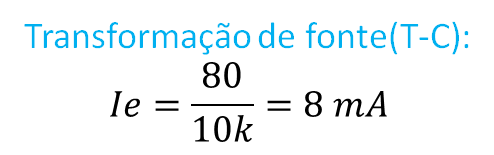 Transformação de fonte(T-C):
Ie = 80/10k = 8 mA